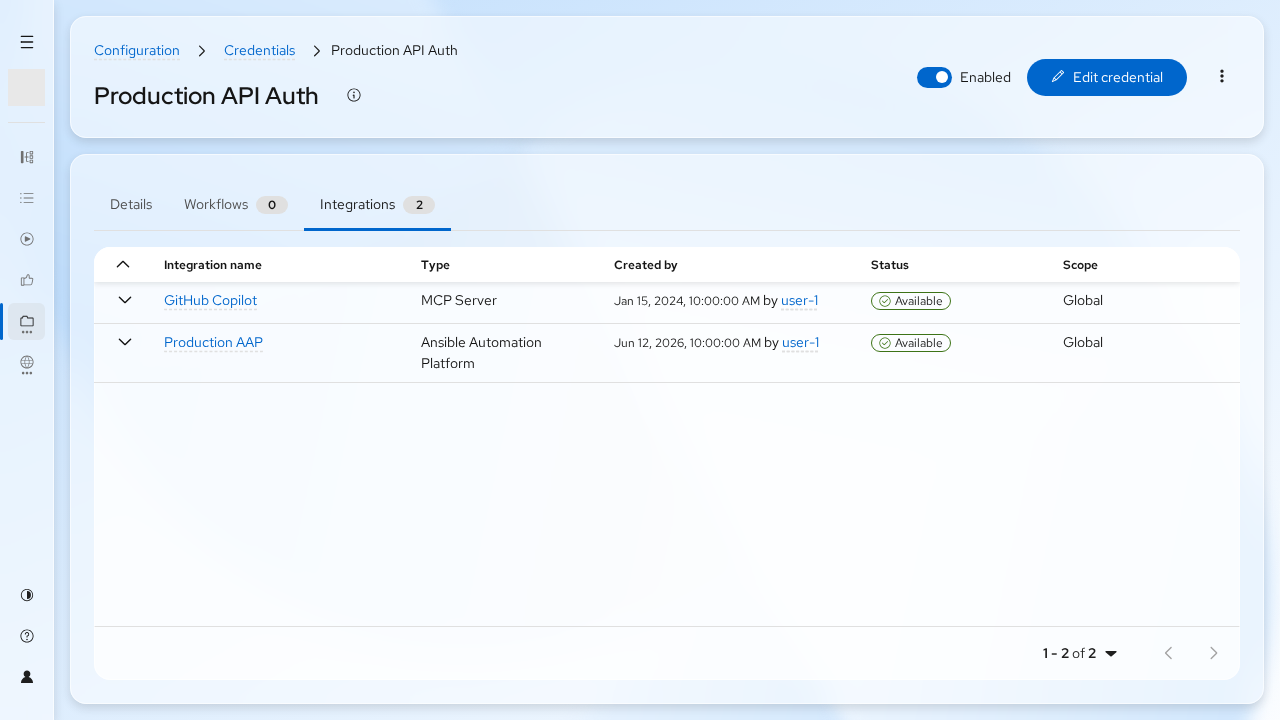 Configuration > Credentials > Production API Auth
Production API Auth
Enabled
Edit credential
Details
Workflows 0
Integrations 2
Integration name Type Created by Status Scope
GitHub Copilot MCP Server Jan 15, 2024, 10:00:00 AM by user-1 Available Global
Production AAP Ansible Automation Platform Jun 12, 2026, 10:00:00 AM by user-1 Available Global
1 - 2 of 2